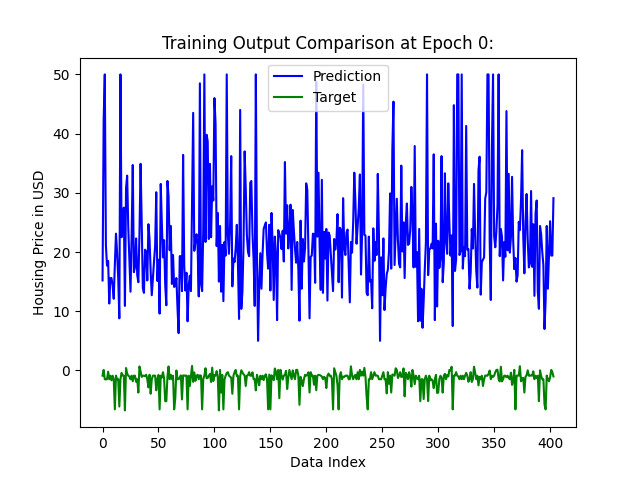 Training Output Comparison at Epoch 0:
Prediction
Target
Housing Price in USD
50
40
30
20
10
0
0 50 100 150 200 250 300 350 400
Data Index